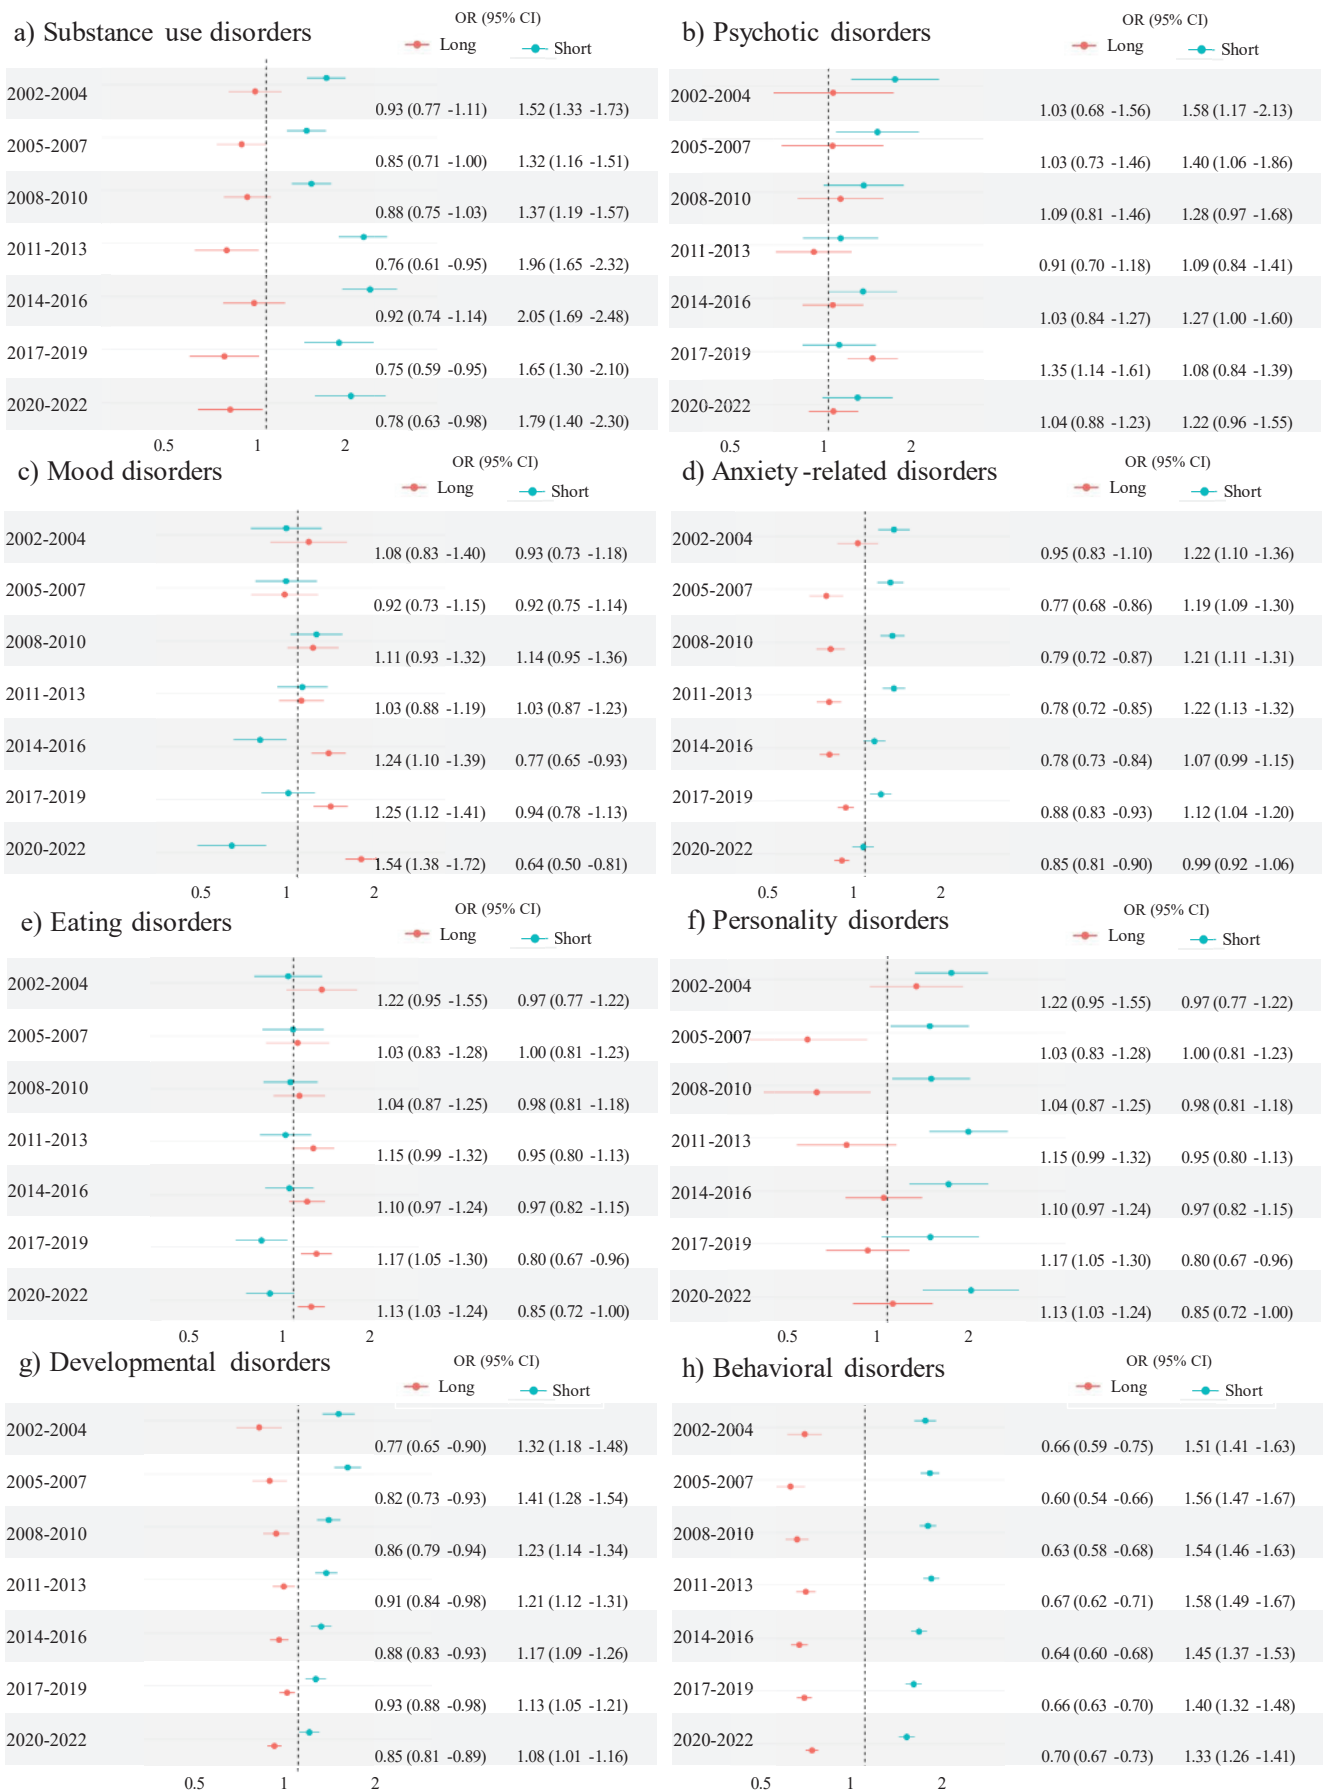 a) Substance use disorders
OR (95% CI)
Long Short
2002-2004 0.93 (0.77 -1.11) 1.52 (1.33 -1.73)
2005-2007 0.85 (0.71 -1.00) 1.32 (1.16 -1.51)
2008-2010 0.88 (0.75 -1.03) 1.37 (1.19 -1.57)
2011-2013 0.76 (0.61 -0.95) 1.96 (1.65 -2.32)
2014-2016 0.92 (0.74 -1.14) 2.05 (1.69 -2.48)
2017-2019 0.75 (0.59 -0.95) 1.65 (1.30 -2.10)
2020-2022 0.78 (0.63 -0.98) 1.79 (1.40 -2.30)
0.5 1 2
b) Psychotic disorders
OR (95% CI)
Long Short
2002-2004 1.03 (0.68 -1.56) 1.58 (1.17 -2.13)
2005-2007 1.03 (0.73 -1.46) 1.40 (1.06 -1.86)
2008-2010 1.09 (0.81 -1.46) 1.28 (0.97 -1.68)
2011-2013 0.91 (0.70 -1.18) 1.09 (0.84 -1.41)
2014-2016 1.03 (0.84 -1.27) 1.27 (1.00 -1.60)
2017-2019 1.35 (1.14 -1.61) 1.08 (0.84 -1.39)
2020-2022 1.04 (0.88 -1.23) 1.22 (0.96 -1.55)
0.5 1 2
c) Mood disorders
OR (95% CI)
Long Short
2002-2004 1.08 (0.83 -1.40) 0.93 (0.73 -1.18)
2005-2007 0.92 (0.73 -1.15) 0.92 (0.75 -1.14)
2008-2010 1.11 (0.93 -1.32) 1.14 (0.95 -1.36)
2011-2013 1.03 (0.88 -1.19) 1.03 (0.87 -1.23)
2014-2016 1.24 (1.10 -1.39) 0.77 (0.65 -0.93)
2017-2019 1.25 (1.12 -1.41) 0.94 (0.78 -1.13)
2020-2022 1.54 (1.38 -1.72) 0.64 (0.50 -0.81)
0.5 1 2
d) Anxiety-related disorders
OR (95% CI)
Long Short
2002-2004 0.95 (0.83 -1.10) 1.22 (1.10 -1.36)
2005-2007 0.77 (0.68 -0.86) 1.19 (1.09 -1.30)
2008-2010 0.79 (0.72 -0.87) 1.21 (1.11 -1.31)
2011-2013 0.78 (0.72 -0.85) 1.22 (1.13 -1.32)
2014-2016 0.78 (0.73 -0.84) 1.07 (0.99 -1.15)
2017-2019 0.88 (0.83 -0.93) 1.12 (1.04 -1.20)
2020-2022 0.85 (0.81 -0.90) 0.99 (0.92 -1.06)
0.5 1 2
e) Eating disorders
OR (95% CI)
Long Short
2002-2004 1.22 (0.95 -1.55) 0.97 (0.77 -1.22)
2005-2007 1.03 (0.83 -1.28) 1.00 (0.81 -1.23)
2008-2010 1.04 (0.87 -1.25) 0.98 (0.81 -1.18)
2011-2013 1.15 (0.99 -1.32) 0.95 (0.80 -1.13)
2014-2016 1.10 (0.97 -1.24) 0.97 (0.82 -1.15)
2017-2019 1.17 (1.05 -1.30) 0.80 (0.67 -0.96)
2020-2022 1.13 (1.03 -1.24) 0.85 (0.72 -1.00)
0.5 1 2
f) Personality disorders
OR (95% CI)
Long Short
2002-2004 1.22 (0.95 -1.55) 0.97 (0.77 -1.22)
2005-2007 1.03 (0.83 -1.28) 1.00 (0.81 -1.23)
2008-2010 1.04 (0.87 -1.25) 0.98 (0.81 -1.18)
2011-2013 1.15 (0.99 -1.32) 0.95 (0.80 -1.13)
2014-2016 1.10 (0.97 -1.24) 0.97 (0.82 -1.15)
2017-2019 1.17 (1.05 -1.30) 0.80 (0.67 -0.96)
2020-2022 1.13 (1.03 -1.24) 0.85 (0.72 -1.00)
0.5 1 2
g) Developmental disorders
OR (95% CI)
Long Short
2002-2004 0.77 (0.65 -0.90) 1.32 (1.18 -1.48)
2005-2007 0.82 (0.73 -0.93) 1.41 (1.28 -1.54)
2008-2010 0.86 (0.79 -0.94) 1.23 (1.14 -1.34)
2011-2013 0.91 (0.84 -0.98) 1.21 (1.12 -1.31)
2014-2016 0.88 (0.83 -0.93) 1.17 (1.09 -1.26)
2017-2019 0.93 (0.88 -0.98) 1.13 (1.05 -1.21)
2020-2022 0.85 (0.81 -0.89) 1.08 (1.01 -1.16)
0.5 1 2
h) Behavioral disorders
OR (95% CI)
Long Short
2002-2004 0.66 (0.59 -0.75) 1.51 (1.41 -1.63)
2005-2007 0.60 (0.54 -0.66) 1.56 (1.47 -1.67)
2008-2010 0.63 (0.58 -0.68) 1.54 (1.46 -1.63)
2011-2013 0.67 (0.62 -0.71) 1.58 (1.49 -1.67)
2014-2016 0.64 (0.60 -0.68) 1.45 (1.37 -1.53)
2017-2019 0.66 (0.63 -0.70) 1.40 (1.32 -1.48)
2020-2022 0.70 (0.67 -0.73) 1.33 (1.26 -1.41)
0.5 1 2